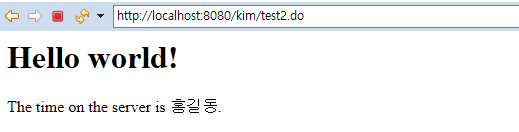 http://localhost:8080/kim/test2.do
Hello world!
The time on the server is 홍길동.